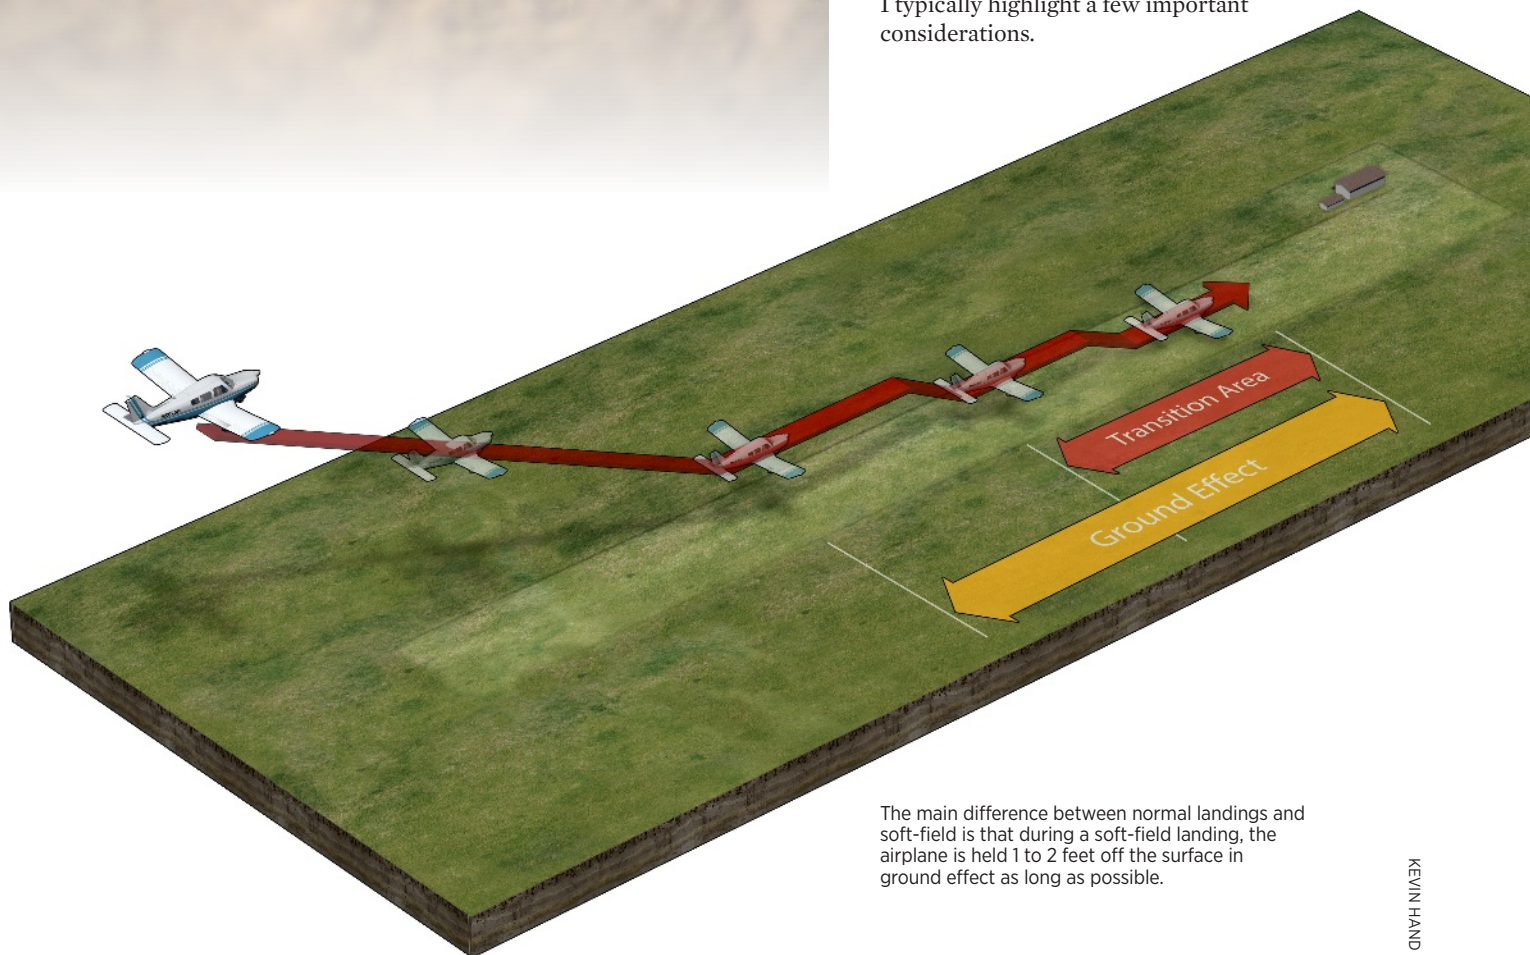 I typically highlight a few important
considerations.
Transition Area
Ground Effect
The main difference between normal landings and
soft-field is that during a soft-field landing, the
airplane is held 1 to 2 feet off the surface in
ground effect as long as possible.
KEVIN HAND